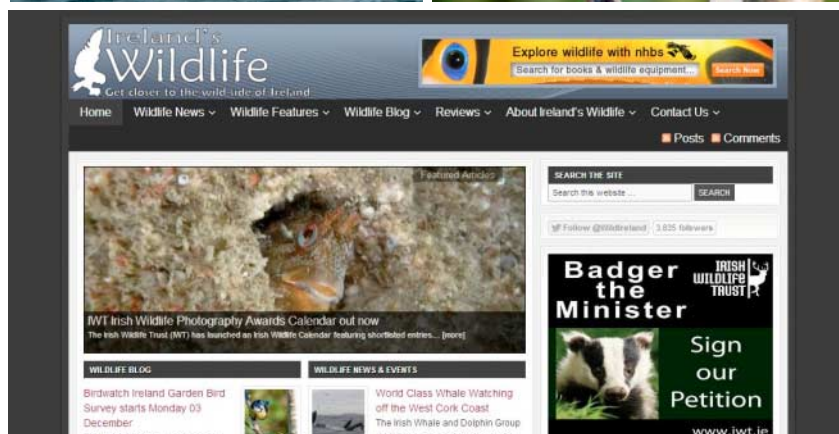 Ireland's
Wildlife
Get closer to the wild side of Ireland
Explore wildlife with nhbs
Search for books & wildlife equipment...
Search Now
Home Wildlife News Wildlife Features Wildlife Blog Reviews About Ireland's Wildlife Contact Us
Posts Comments
Featured Articles
IWT Irish Wildlife Photography Awards Calendar out now
The Irish Wildlife Trust (IWT) has launched an Irish Wildlife Calendar featuring shortlisted entries... [more]
WILDLIFE BLOG
Birdwatch Ireland Garden Bird
Survey starts Monday 03
December
WILDLIFE NEWS & EVENTS
World Class Whale Watching
off the West Cork Coast
The Irish Whale and Dolphin Group
SEARCH THE SITE
Search this website ...
SEARCH
Follow @WildIreland
3,835 followers
Badger
the
Minister
IRISH
WILDLIFE
TRUST
Sign
our
Petition
www.iwt.ie